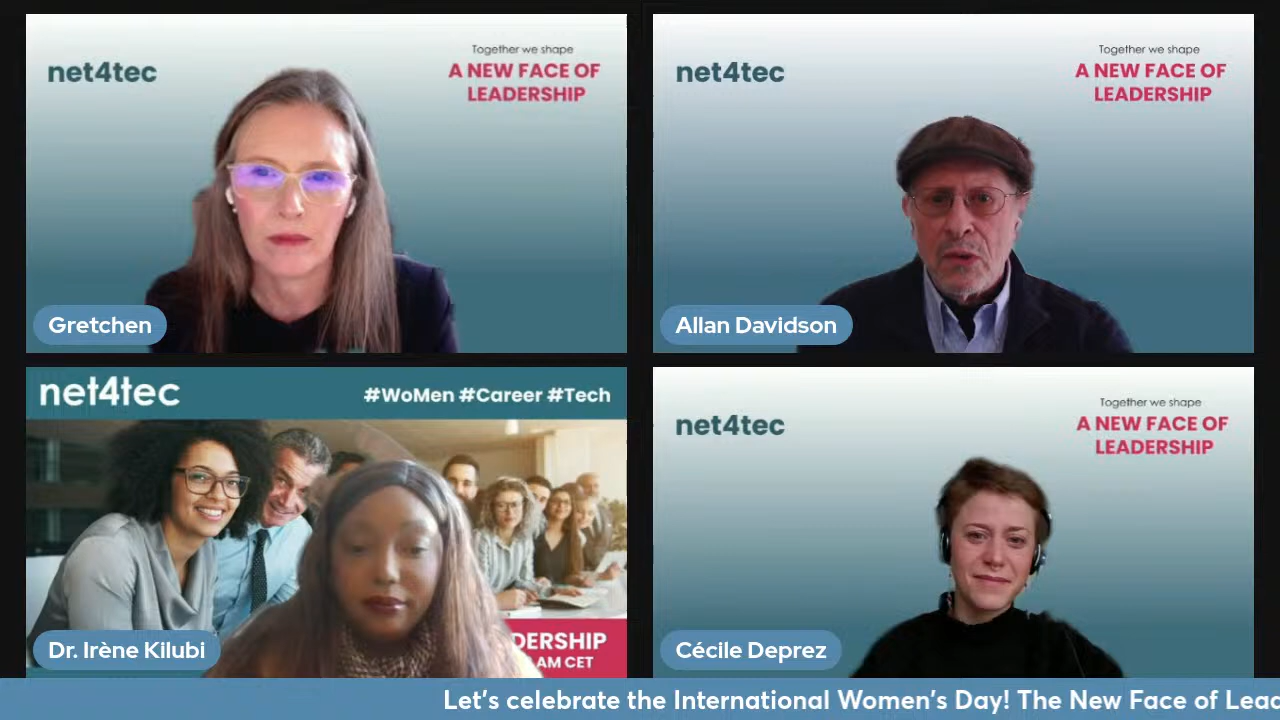 net4tec
Together we shape
A NEW FACE OF
LEADERSHIP
Gretchen
net4tec
Together we shape
A NEW FACE OF
LEADERSHIP
Allan Davidson
net4tec
#WoMen #Career #Tech
DERSHIP
AM CET
Dr. Irène Kilubi
net4tec
Together we shape
A NEW FACE OF
LEADERSHIP
Cécile Deprez
Let's celebrate the International Women's Day! The New Face of Leac